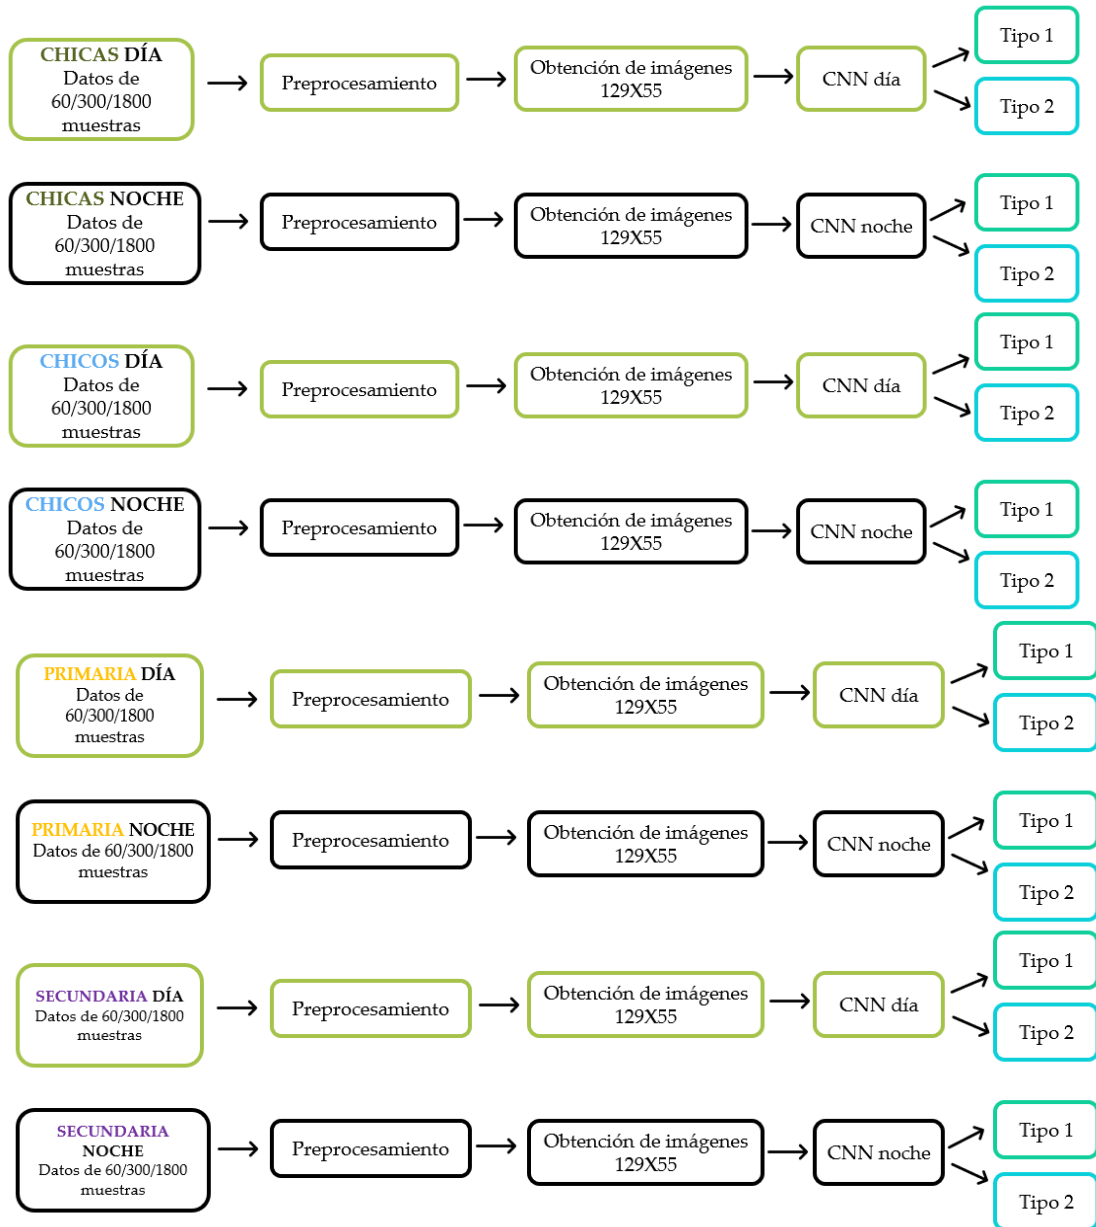 CHICAS DÍA
Datos de
60/300/1800
muestras
Preprocesamiento
Obtención de imágenes
129X55
CNN día
Tipo 1
Tipo 2
CHICAS NOCHE
Datos de
60/300/1800
muestras
Preprocesamiento
Obtención de imágenes
129X55
CNN noche
Tipo 1
Tipo 2
CHICOS DÍA
Datos de
60/300/1800
muestras
Preprocesamiento
Obtención de imágenes
129X55
CNN día
Tipo 1
Tipo 2
CHICOS NOCHE
Datos de
60/300/1800
muestras
Preprocesamiento
Obtención de imágenes
129X55
CNN noche
Tipo 1
Tipo 2
PRIMARIA DÍA
Datos de
60/300/1800
muestras
Preprocesamiento
Obtención de imágenes
129X55
CNN día
Tipo 1
Tipo 2
PRIMARIA NOCHE
Datos de 60/300/1800
muestras
Preprocesamiento
Obtención de imágenes
129X55
CNN noche
Tipo 1
Tipo 2
SECUNDARIA DÍA
Datos de 60/300/1800
muestras
Preprocesamiento
Obtención de imágenes
129X55
CNN día
Tipo 1
Tipo 2
SECUNDARIA
NOCHE
Datos de 60/300/1800
muestras
Preprocesamiento
Obtención de imágenes
129X55
CNN noche
Tipo 1
Tipo 2